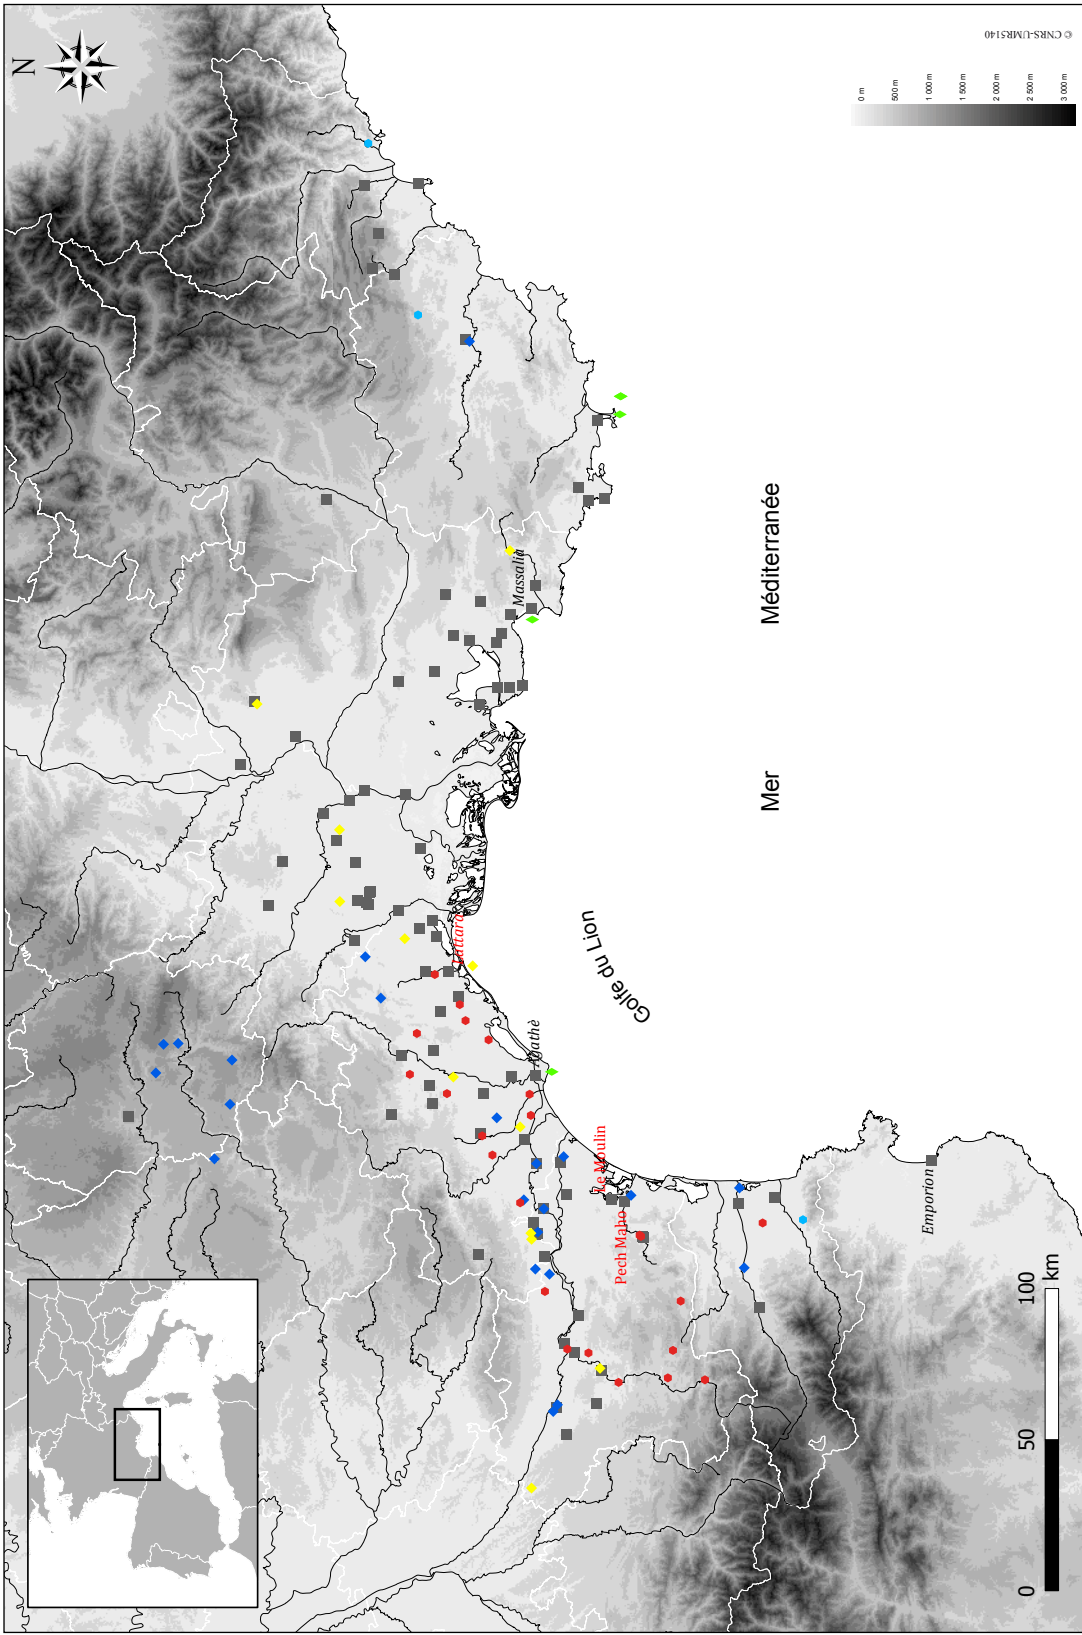 N
© CNRS-UMR5140
0 m
500 m
1 000 m
1 500 m
2 000 m
2 500 m
3 000 m
Massalia
Mer Méditerranée
Lattara
Golfe du Lion
Agathè
Le Moulin
Pech Maho
Emporion
0 50 100
km